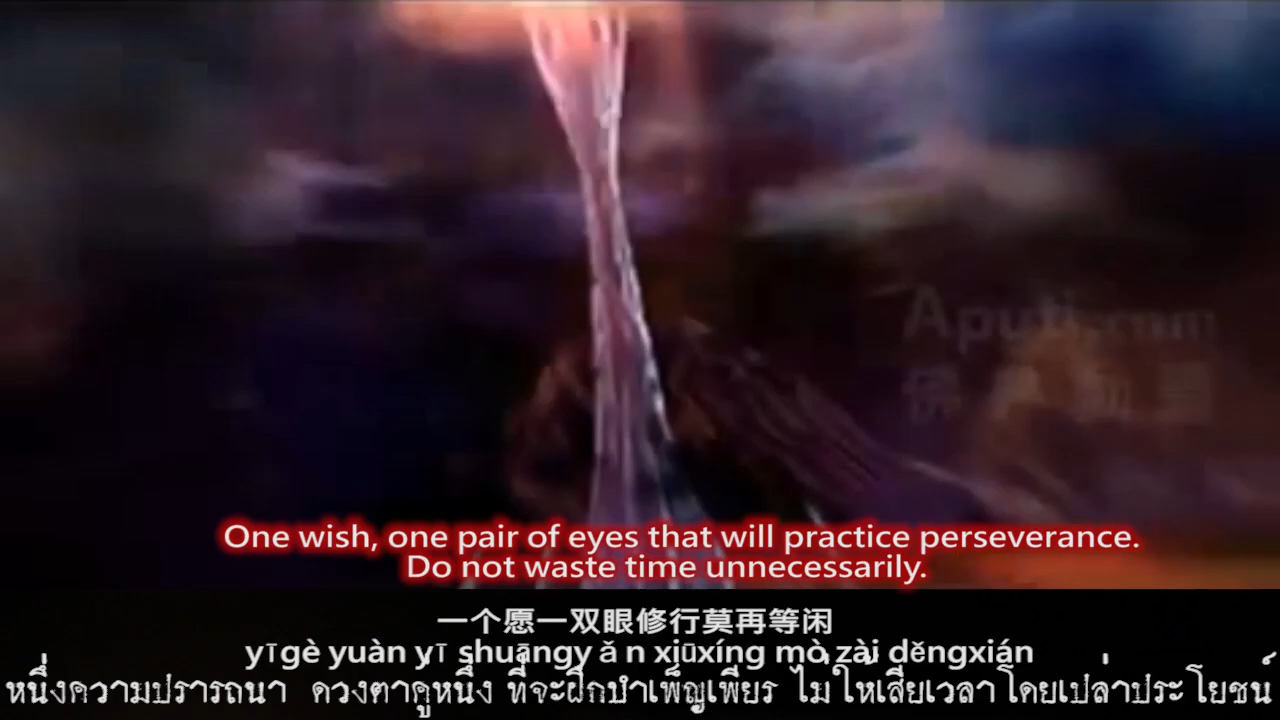 Aputi.com
One wish, one pair of eyes that will practice perseverance.
Do not waste time unnecessarily.
一个愿一双眼修行莫再等闲
yīgè yuàn yī shuāngyǎn xiūxíng mò zài děngxián
หนึ่งความปรารถนา ดวงตาคู่หนึ่ง ที่จะฝึกบำเพ็ญเพียร ไม่ให้เสียเวลาโดยเปล่าประโยชน์